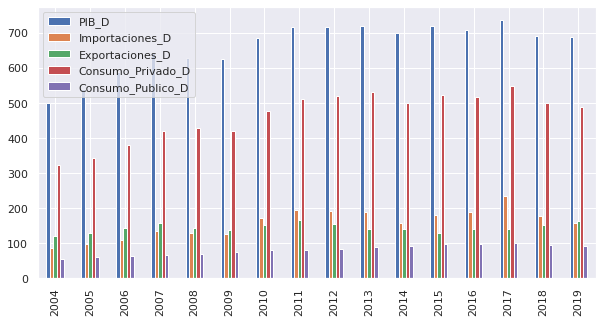 PIB_D
Importaciones_D
Exportaciones_D
Consumo_Privado_D
Consumo_Publico_D
700
600
500
400
300
200
100
0
2004 2005 2006 2007 2008 2009 2010 2011 2012 2013 2014 2015 2016 2017 2018 2019